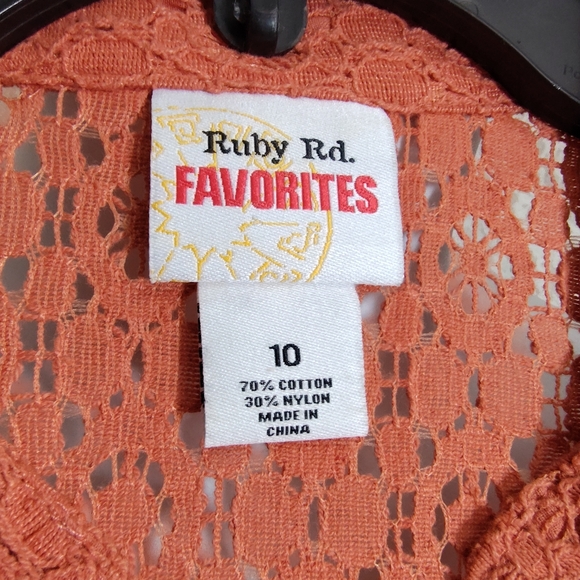 Ruby Rd.
FAVORITES
10
70% COTTON
30% NYLON
MADE IN
CHINA